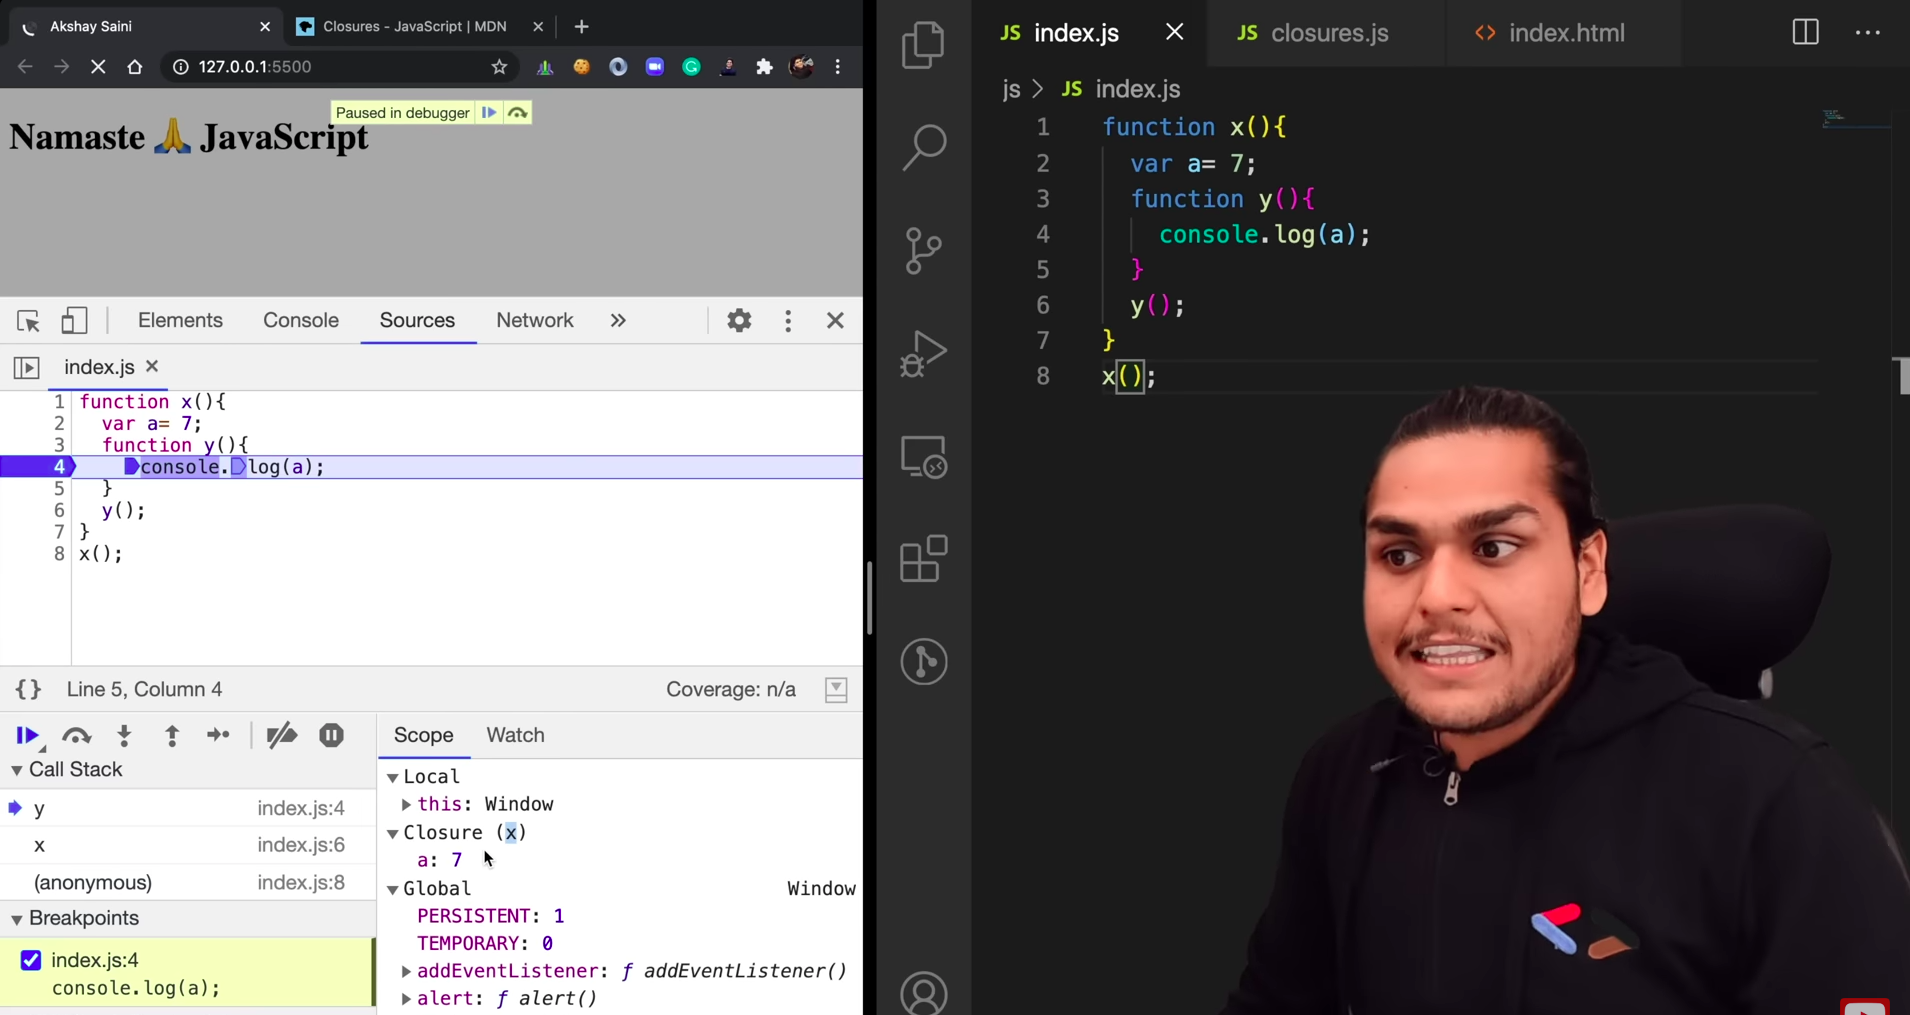 Akshay Saini
Closures - JavaScript | MDN
127.0.0.1:5500
Paused in debugger
Namaste 🙏 JavaScript
Elements Console Sources Network
index.js
1 function x(){
2 var a= 7;
3 function y(){
4 console.log(a);
5 }
6 y();
7 }
8 x();
{} Line 5, Column 4
Coverage: n/a
Call Stack
y index.js:4
x index.js:6
(anonymous) index.js:8
Breakpoints
index.js:4
console.log(a);
Scope Watch
Local
this: Window
Closure (x)
a: 7
Global Window
PERSISTENT: 1
TEMPORARY: 0
addEventListener: ƒ addEventListener()
alert: ƒ alert()
JS index.js
JS closures.js
<> index.html
js > JS index.js
1 function x(){
2 var a= 7;
3 function y(){
4 console.log(a);
5 }
6 y();
7 }
8 x();